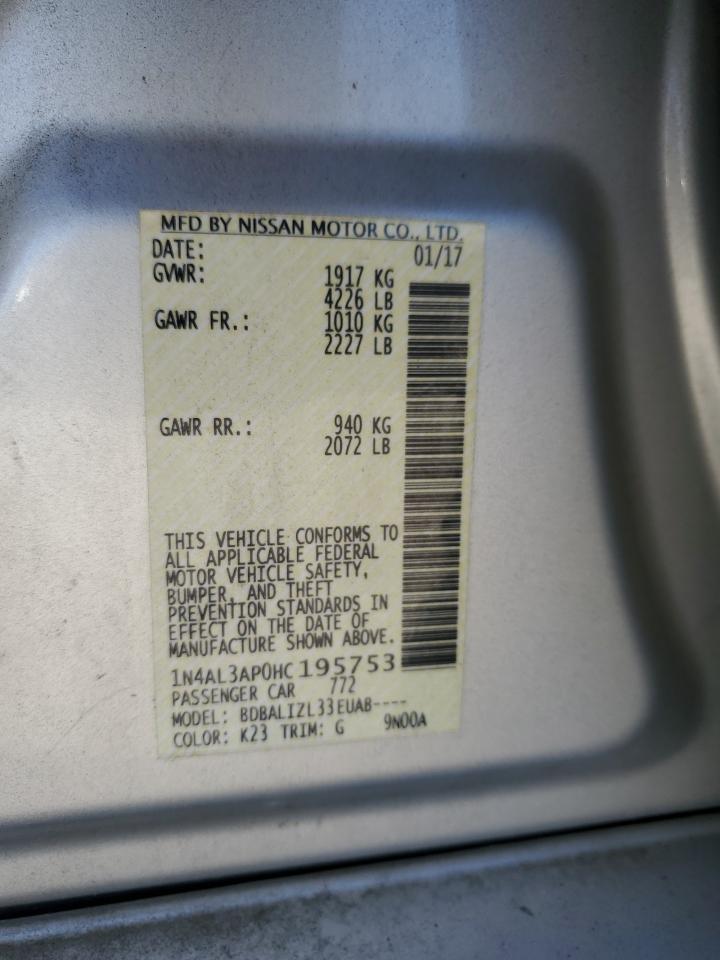 MFD BY NISSAN MOTOR CO., LTD.
DATE: 01/17
GVWR: 1917 KG
4226 LB
GAWR FR.: 1010 KG
2227 LB
GAWR RR.: 940 KG
2072 LB
THIS VEHICLE CONFORMS TO
ALL APPLICABLE FEDERAL
MOTOR VEHICLE SAFETY,
BUMPER, AND THEFT
PREVENTION STANDARDS IN
EFFECT ON THE DATE OF
MANUFACTURE SHOWN ABOVE.
1N4AL3AP0HC195753
PASSENGER CAR 772
MODEL: BDBALIZL33EUAB----
COLOR: K23 TRIM: G 9N00A